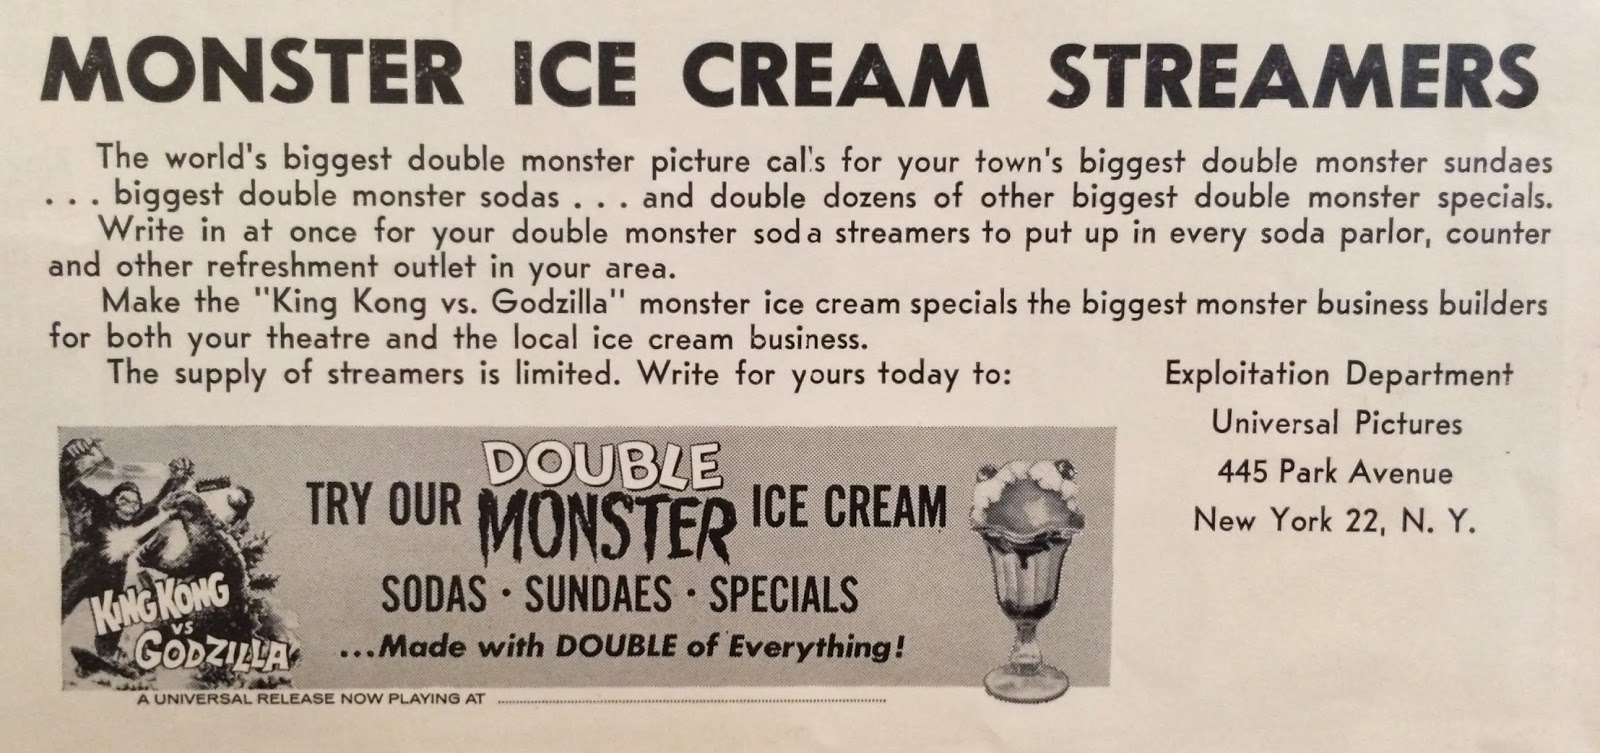 MONSTER ICE CREAM STREAMERS
The world's biggest double monster picture cal's for your town's biggest double monster sundaes
. . . biggest double monster sodas . . . and double dozens of other biggest double monster specials.
Write in at once for your double monster soda streamers to put up in every soda parlor, counter
and other refreshment outlet in your area.
Make the "King Kong vs. Godzilla" monster ice cream specials the biggest monster business builders
for both your theatre and the local ice cream business.
The supply of streamers is limited. Write for yours today to:
Exploitation Department
Universal Pictures
445 Park Avenue
New York 22, N. Y.
TRY OUR DOUBLE MONSTER ICE CREAM
SODAS · SUNDAES · SPECIALS
...Made with DOUBLE of Everything!
KING KONG
VS
GODZILLA
A UNIVERSAL RELEASE NOW PLAYING AT